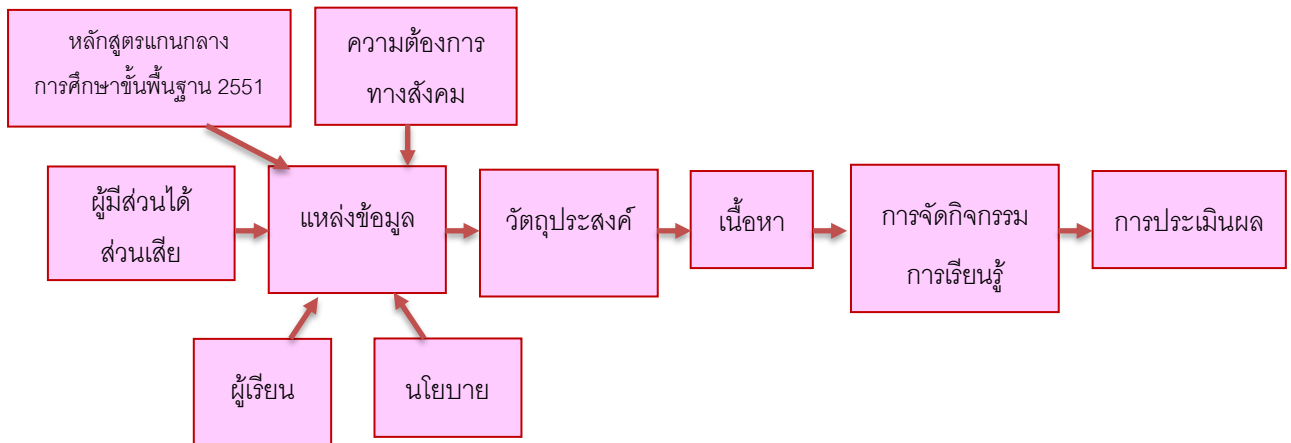 หลักสูตรแกนกลาง
การศึกษาขั้นพื้นฐาน 2551
ความต้องการ
ทางสังคม
ผู้มีส่วนได้
ส่วนเสีย
แหล่งข้อมูล
วัตถุประสงค์
เนื้อหา
การจัดกิจกรรม
การเรียนรู้
การประเมินผล
ผู้เรียน
นโยบาย